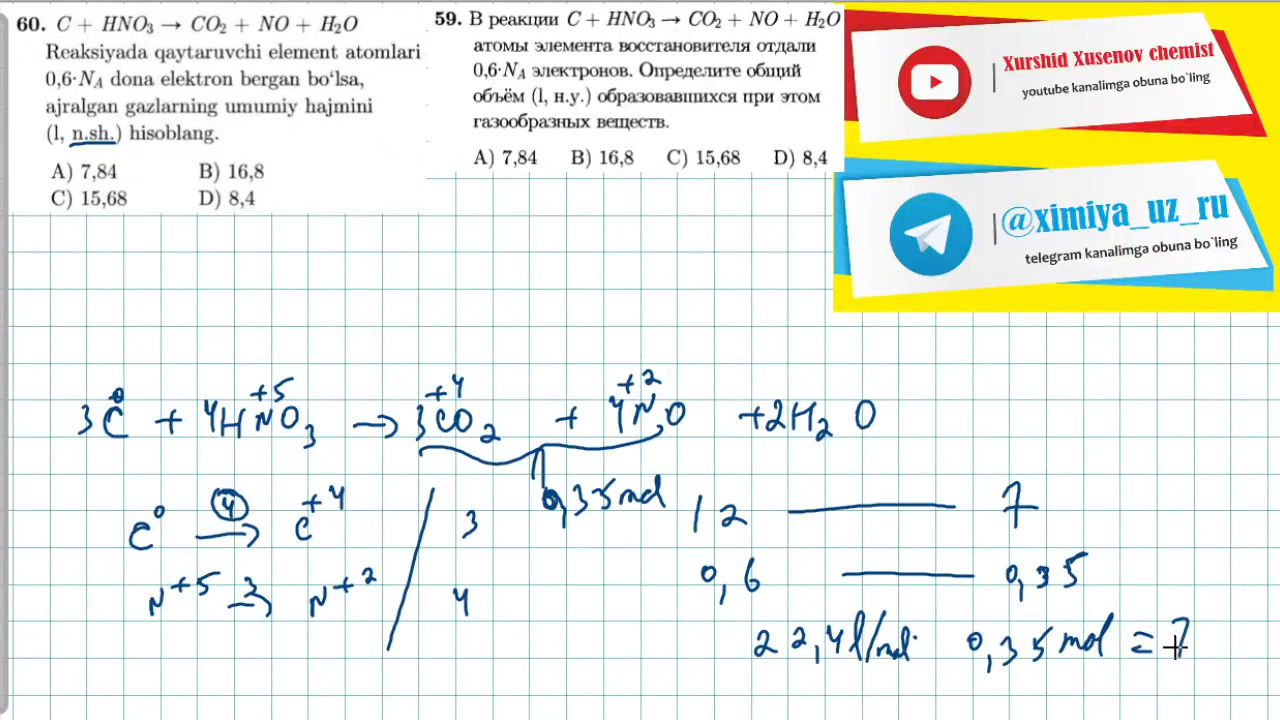 60. C + HNO₃ → CO₂ + NO + H₂O
Reaksiyada qaytaruvchi element atomlari
0,6·N_A dona elektron bergan bo‘lsa,
ajralgan gazlarning umumiy hajmini
(l, n.sh.) hisoblang.
A) 7,84 B) 16,8
C) 15,68 D) 8,4
59. В реакции C + HNO₃ → CO₂ + NO + H₂O
атомы элемента восстановителя отдали
0,6·N_A электронов. Определите общий
объём (l, н.у.) образовавшихся при этом
газообразных веществ.
A) 7,84 B) 16,8 C) 15,68 D) 8,4
Xurshid Xusenov chemist
youtube kanalimga obuna bo`ling
@ximiya_uz_ru
telegram kanalimga obuna bo`ling
3C⁰ + 4HN⁺⁵O₃ → 3C⁺⁴O₂ + 4N⁺²O + 2H₂O
0,35 mol
C⁰ 4→ C⁺⁴ / 3
N⁺⁵ 3→ N⁺² / 4
12 — 7
0,6 — 0,35
22,4 l/mol · 0,35 mol = 7